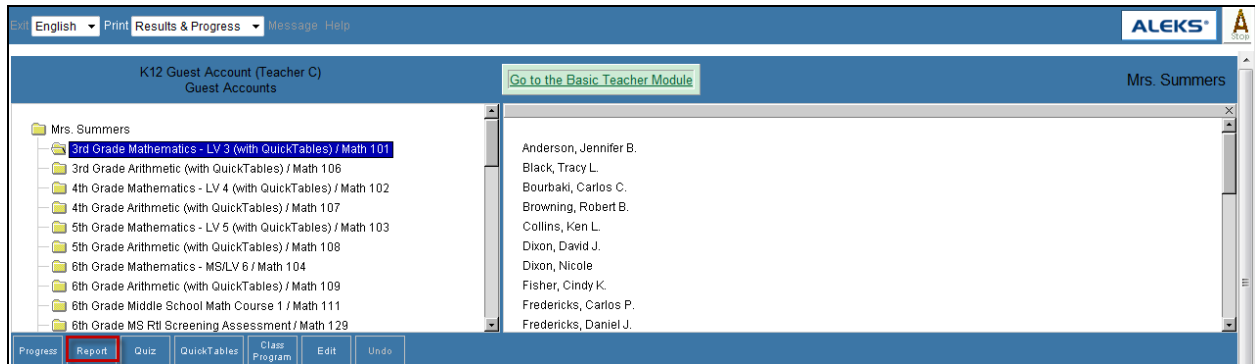 Exit English Print Results & Progress Message Help
ALEKS®
Stop
K12 Guest Account (Teacher C)
Guest Accounts
Go to the Basic Teacher Module
Mrs. Summers
Mrs. Summers
3rd Grade Mathematics - LV 3 (with QuickTables) / Math 101
3rd Grade Arithmetic (with QuickTables) / Math 106
4th Grade Mathematics - LV 4 (with QuickTables) / Math 102
4th Grade Arithmetic (with QuickTables) / Math 107
5th Grade Mathematics - LV 5 (with QuickTables) / Math 103
5th Grade Arithmetic (with QuickTables) / Math 108
6th Grade Mathematics - MS/LV 6 / Math 104
6th Grade Arithmetic (with QuickTables) / Math 109
6th Grade Middle School Math Course 1 / Math 111
6th Grade MS RtI Screening Assessment / Math 129
Anderson, Jennifer B.
Black, Tracy L.
Bourbaki, Carlos C.
Browning, Robert B.
Collins, Ken L.
Dixon, David J.
Dixon, Nicole
Fisher, Cindy K.
Fredericks, Carlos P.
Fredericks, Daniel J.
Progress Report Quiz QuickTables Class Program Edit Undo